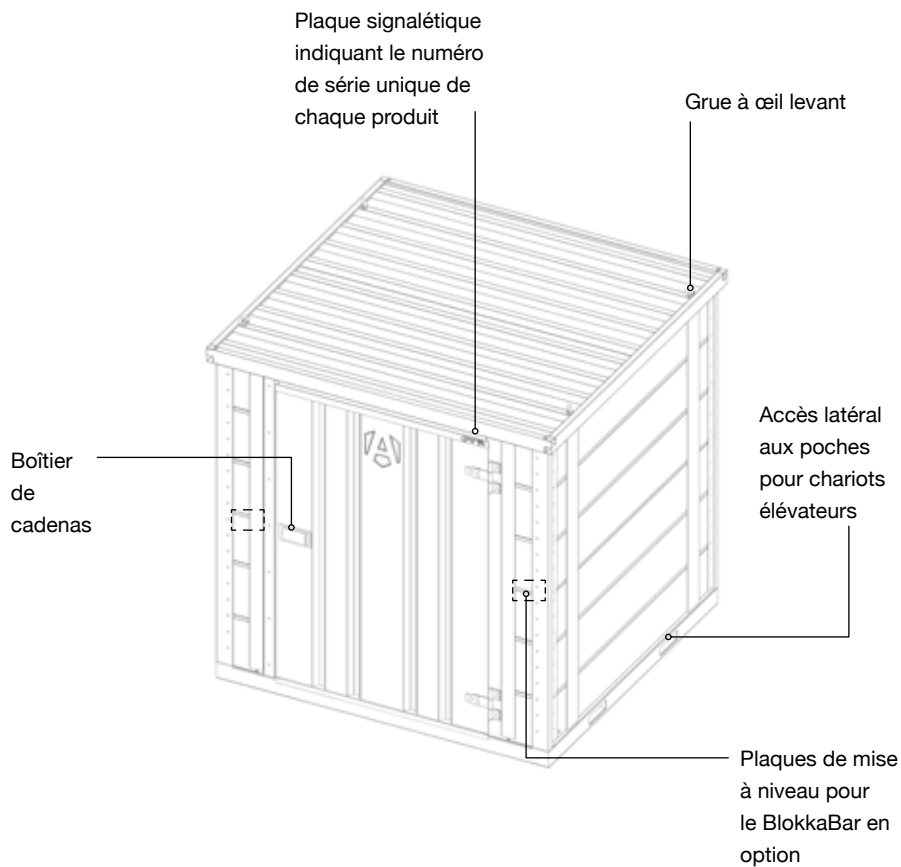 Plaque signalétique
indiquant le numéro
de série unique de
chaque produit
Grue à œil levant
Accès latéral
aux poches
pour chariots
élévateurs
Boîtier
de
cadenas
Plaques de mise
à niveau pour
le BlokkaBar en
option